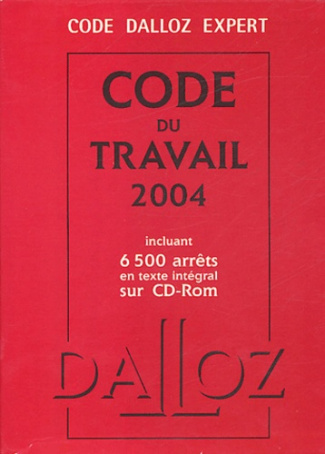 CODE DALLOZ EXPERT
CODE
DU
TRAVAIL
2004
incluant
6 500 arrêts
en texte intégral
sur CD-Rom
DALLOZ